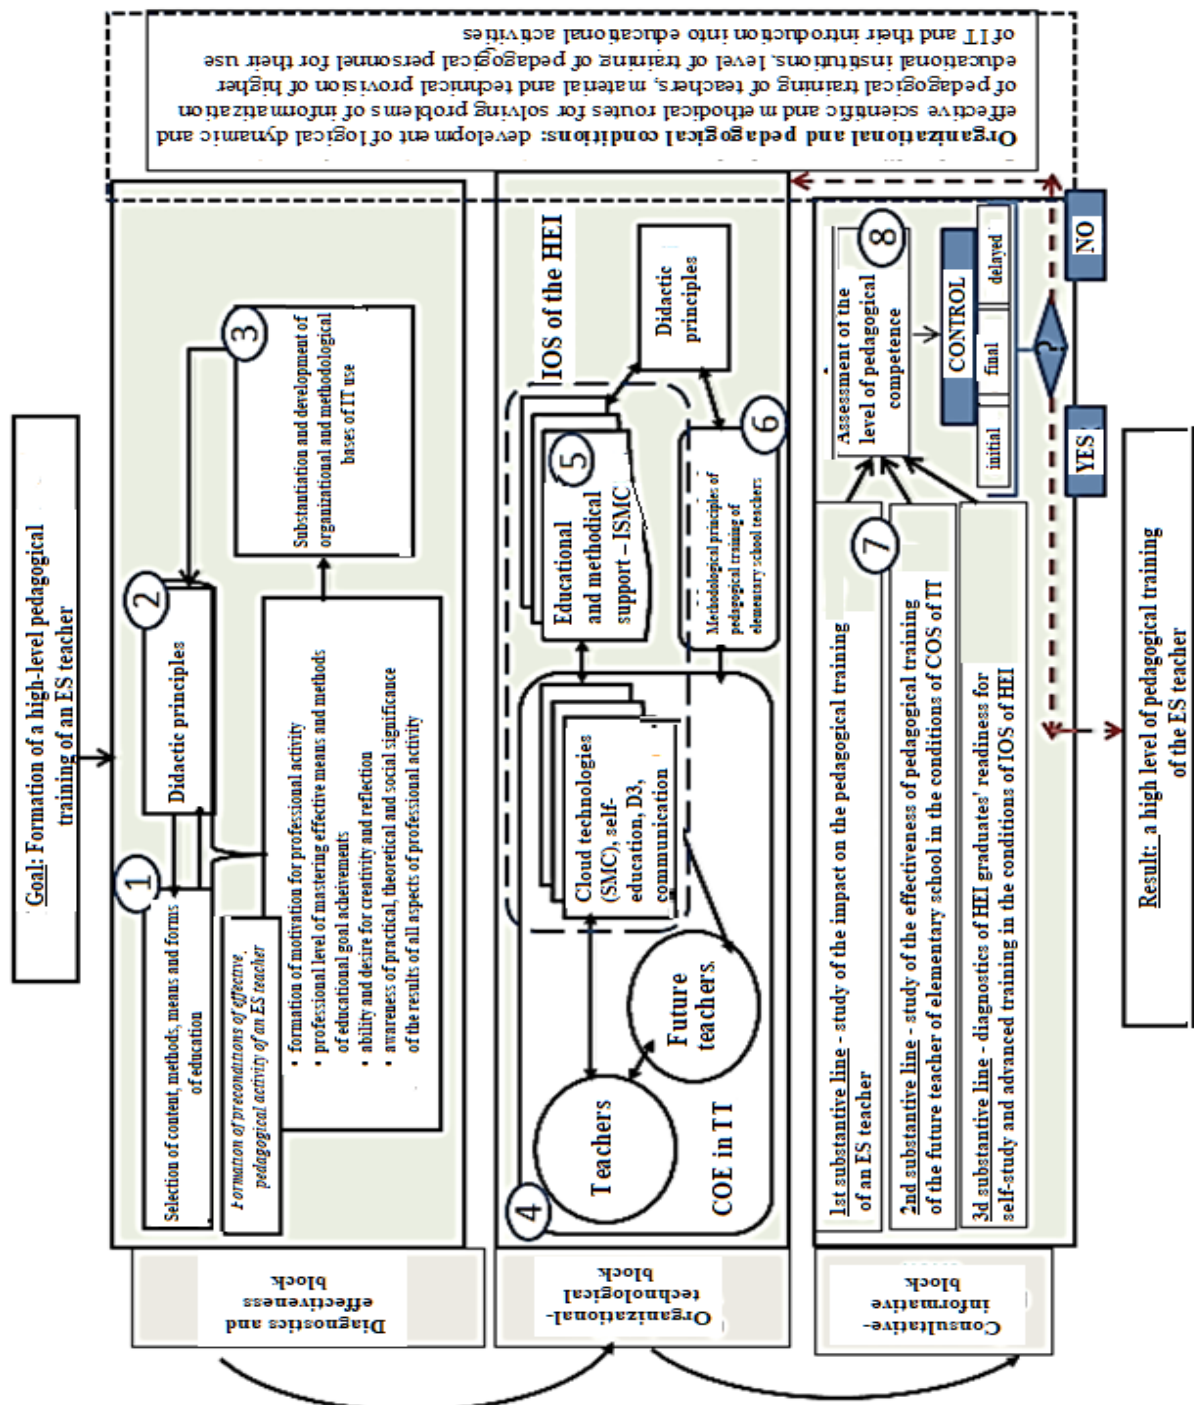 Goal: Formation of a high-level pedagogical
training of an ES teacher
Diagnostics and
effectiveness
block
1
Selection of content, methods, means and forms
of education
2
Didactic principles
3
Substantiation and development of
organizational and methodological
bases of IT use
Formation of preconditions of effective
pedagogical activity of an ES teacher
• formation of motivation for professional activity
• professional level of mastering effective means and methods
of educational goal acheivements
• ability and desire for creativity and reflection
• awareness of practical, theoretical and social significance
of the results of all aspects of professional activity
Organizational-
technological
block
IOS of the HEI
4
Teachers
Future
teachers.
COE in TT
Cloud technologies
(SMC), self-
education, D3,
communication
5
Educational
and methodical
support – ISMC
6
Methodological principles of
pedagogical training of
elementary school teachers
Didactic
principles
Consultative-
informative
block
7
1st substantive line - study of the impact on the pedagogical training
of an ES teacher
2nd substantive line - study of the effectiveness of pedagogical training
of the future teacher of elementary school in the conditions of COS of TT
3d substantive line - diagnostics of HEI graduates' readiness for
self-study and advanced training in the conditions of IOS of HEI
8
Assessment of the
level of pedagogical
competence
CONTROL
initial
final
delayed
?
YES
NO
Organizational and pedagogical conditions: development of logical dynamic and
effective scientific and methodical routes for solving problems of informatization
of pedagogical training of teachers, material and technical provision of higher
educational institutions, level of training of pedagogical personnel for their use
of IT and their introduction into educational activities
Result: a high level of pedagogical training
of the ES teacher